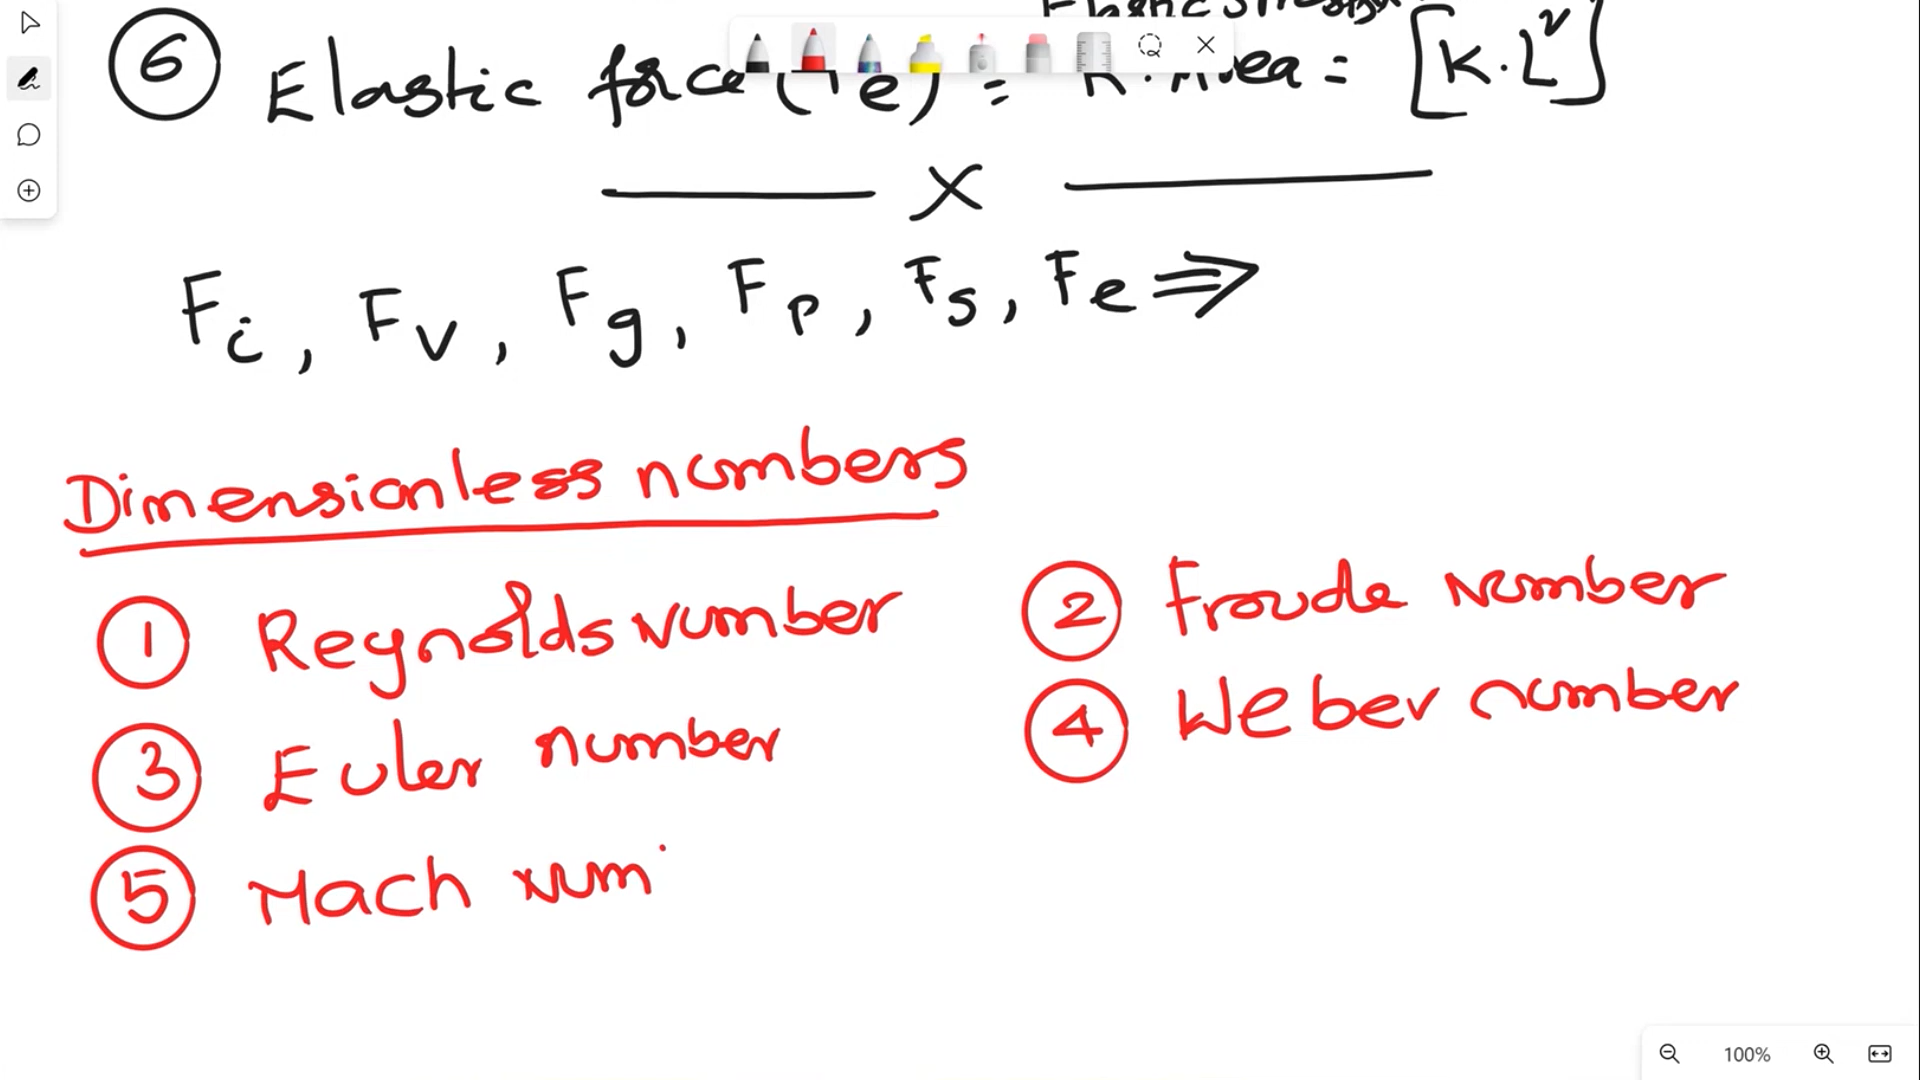 ⑥ Elastic force (Fe) = K. Area = [K.L²]
—— X ——
Fi, Fv, Fg, Fp, Fs, Fe ⇒
Dimensionless numbers
① Reynolds Number
② Froude Number
③ Euler number
④ Weber number
⑤ Mach Num
100%